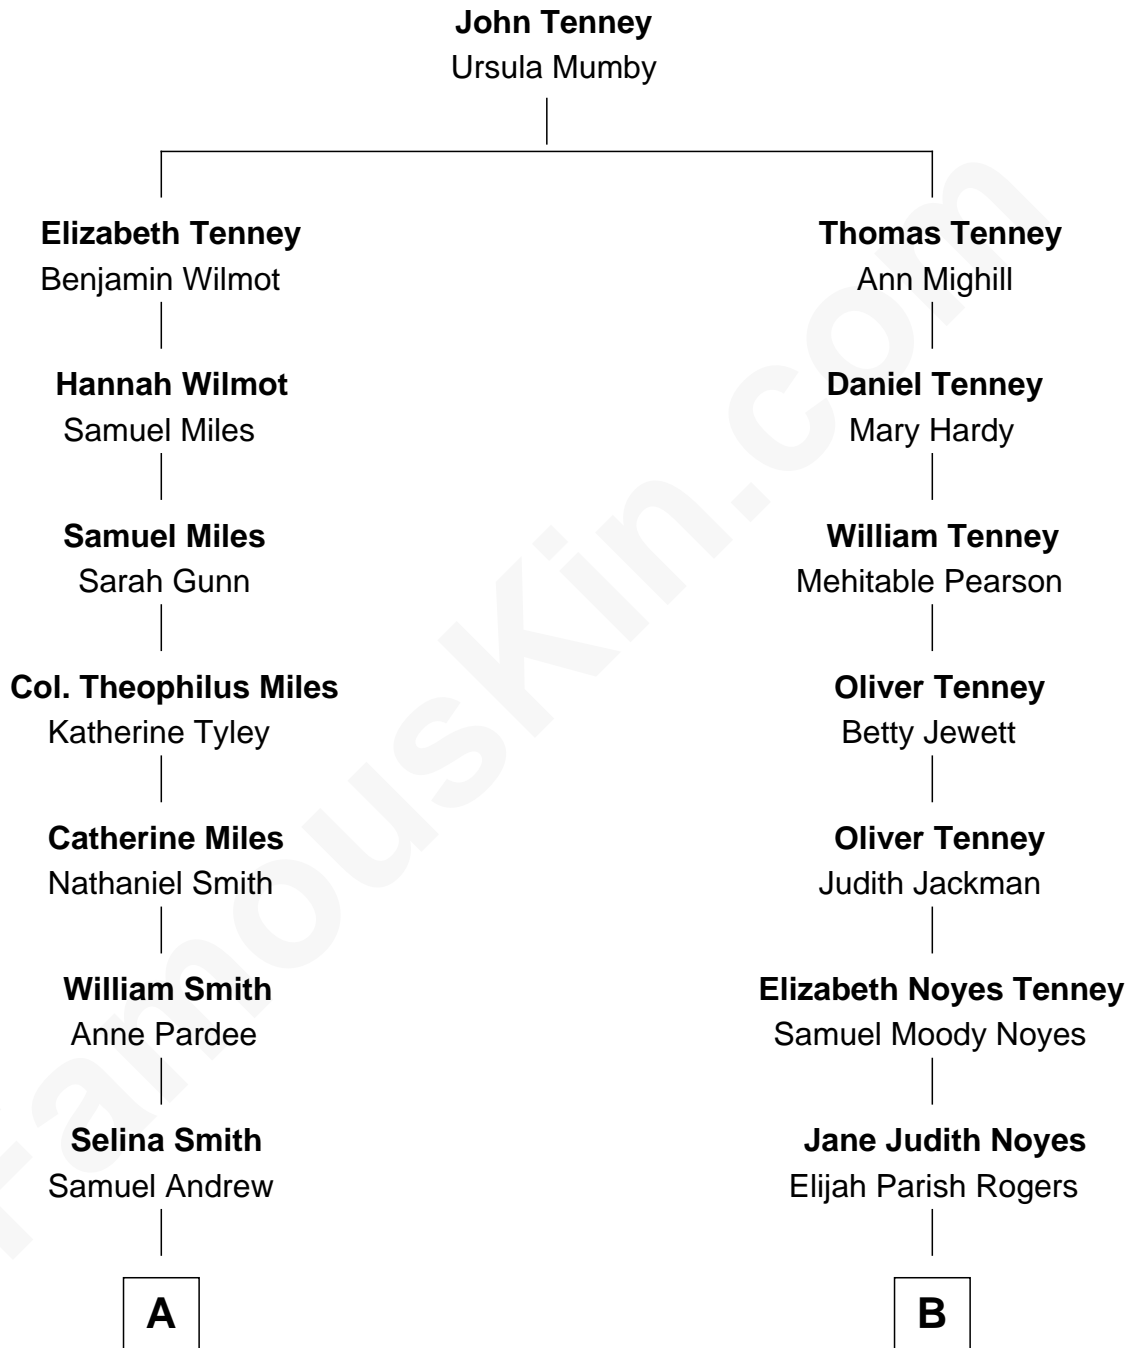 John Tenney
Ursula Mumby
Elizabeth Tenney
Benjamin Wilmot
Thomas Tenney
Ann Mighill
Hannah Wilmot
Samuel Miles
Daniel Tenney
Mary Hardy
Samuel Miles
Sarah Gunn
William Tenney
Mehitable Pearson
Col. Theophilus Miles
Katherine Tyley
Oliver Tenney
Betty Jewett
Catherine Miles
Nathaniel Smith
Oliver Tenney
Judith Jackman
William Smith
Anne Pardee
Elizabeth Noyes Tenney
Samuel Moody Noyes
Selina Smith
Samuel Andrew
Jane Judith Noyes
Elijah Parish Rogers
A
B
FamousKin.com